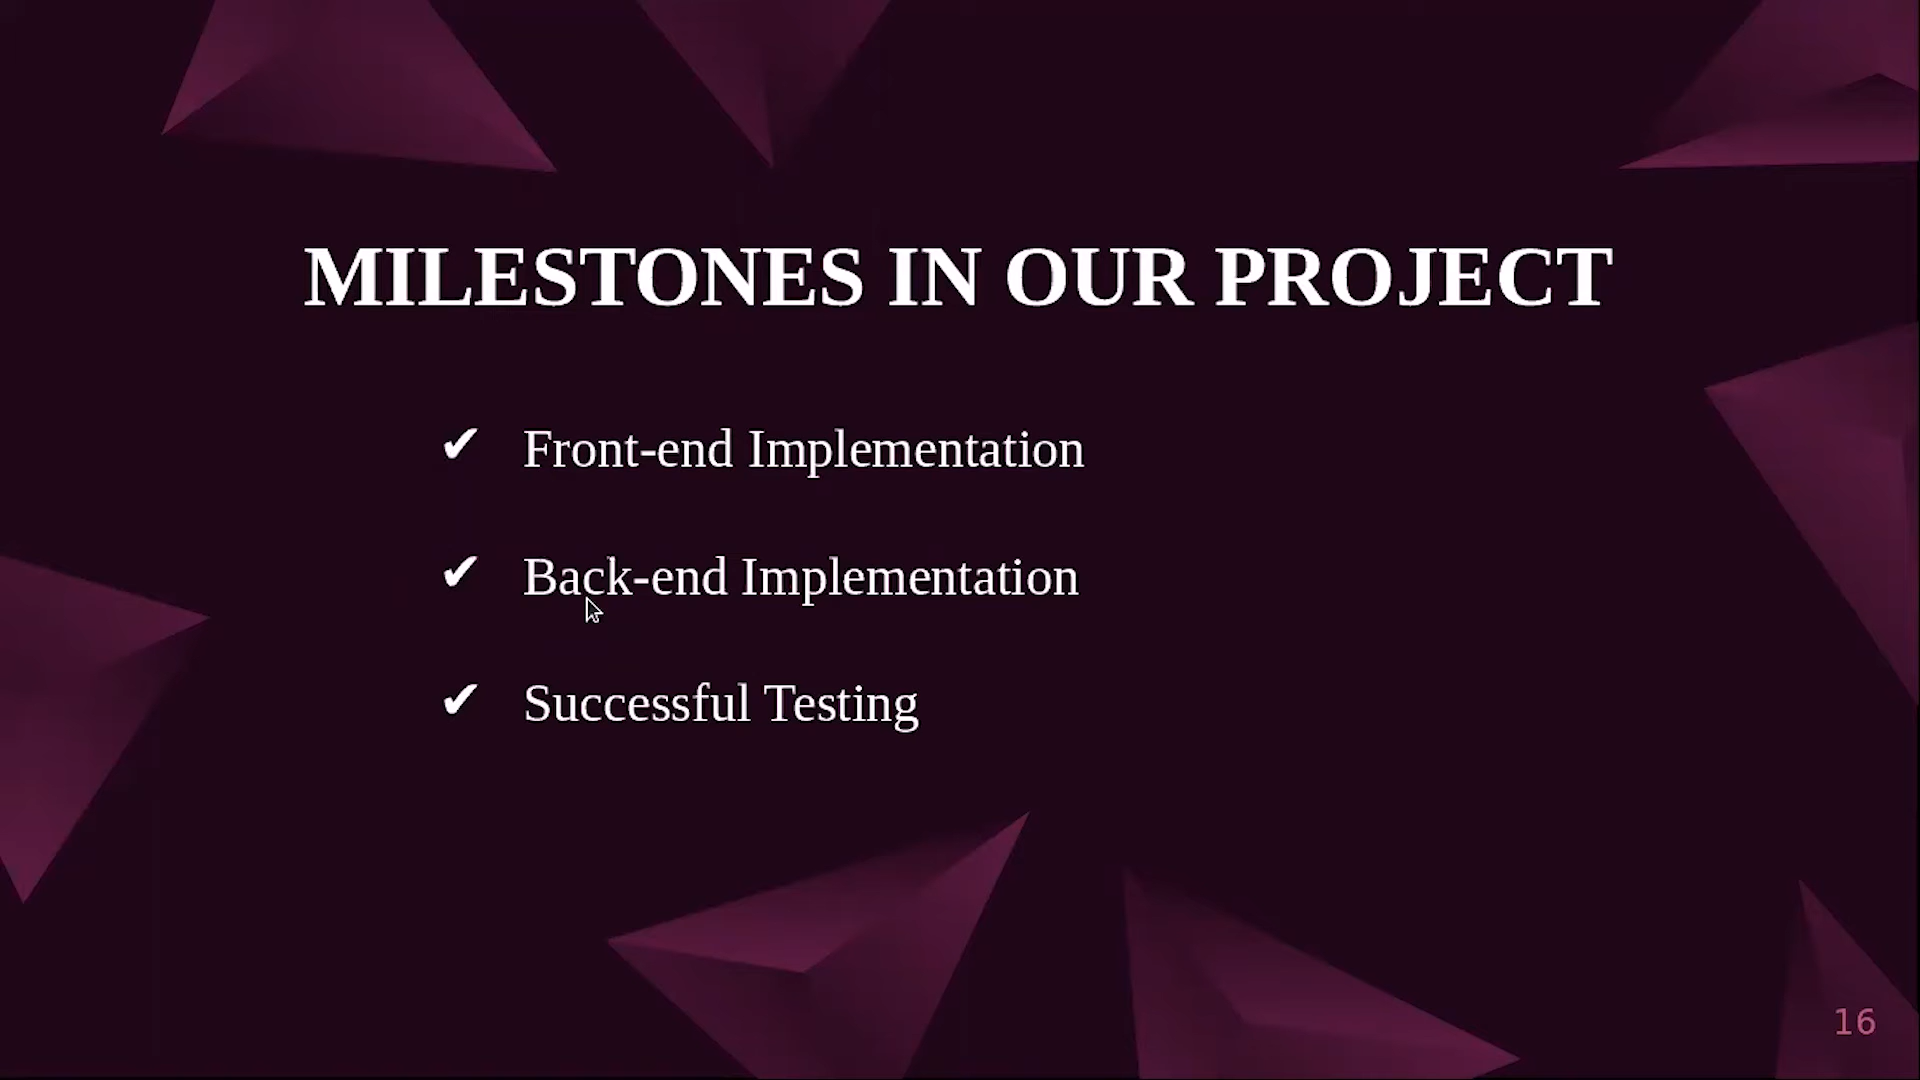 MILESTONES IN OUR PROJECT
✔ Front-end Implementation
✔ Back-end Implementation
✔ Successful Testing
16